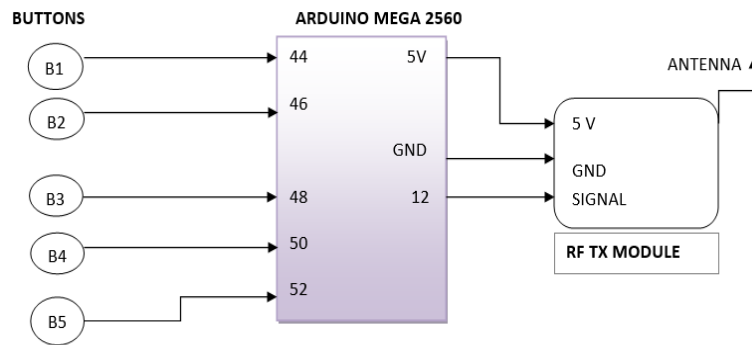 BUTTONS
ARDUINO MEGA 2560
B1
44
5V
ANTENNA
B2
46
5 V
GND
GND
B3
48
12
SIGNAL
B4
50
RF TX MODULE
B5
52